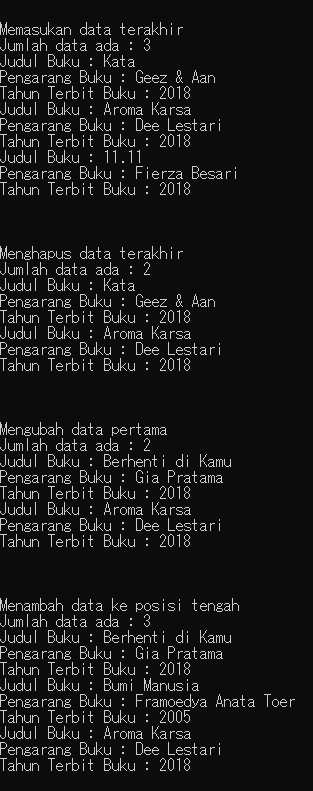 Memasukan data terakhir
Jumlah data ada : 3
Judul Buku : Kata
Pengarang Buku : Geez & Aan
Tahun Terbit Buku : 2018
Judul Buku : Aroma Karsa
Pengarang Buku : Dee Lestari
Tahun Terbit Buku : 2018
Judul Buku : 11.11
Pengarang Buku : Fierza Besari
Tahun Terbit Buku : 2018
Menghapus data terakhir
Jumlah data ada : 2
Judul Buku : Kata
Pengarang Buku : Geez & Aan
Tahun Terbit Buku : 2018
Judul Buku : Aroma Karsa
Pengarang Buku : Dee Lestari
Tahun Terbit Buku : 2018
Mengubah data pertama
Jumlah data ada : 2
Judul Buku : Berhenti di Kamu
Pengarang Buku : Gia Pratama
Tahun Terbit Buku : 2018
Judul Buku : Aroma Karsa
Pengarang Buku : Dee Lestari
Tahun Terbit Buku : 2018
Menambah data ke posisi tengah
Jumlah data ada : 3
Judul Buku : Berhenti di Kamu
Pengarang Buku : Gia Pratama
Tahun Terbit Buku : 2018
Judul Buku : Bumi Manusia
Pengarang Buku : Framoedya Anata Toer
Tahun Terbit Buku : 2005
Judul Buku : Aroma Karsa
Pengarang Buku : Dee Lestari
Tahun Terbit Buku : 2018